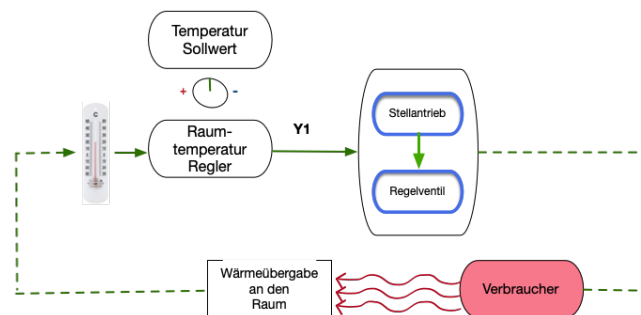 Temperatur
Sollwert
+ -
C
Raum-
temperatur
Regler
Y1
Stellantrieb
Regelventil
Wärmeübergabe
an den
Raum
Verbraucher